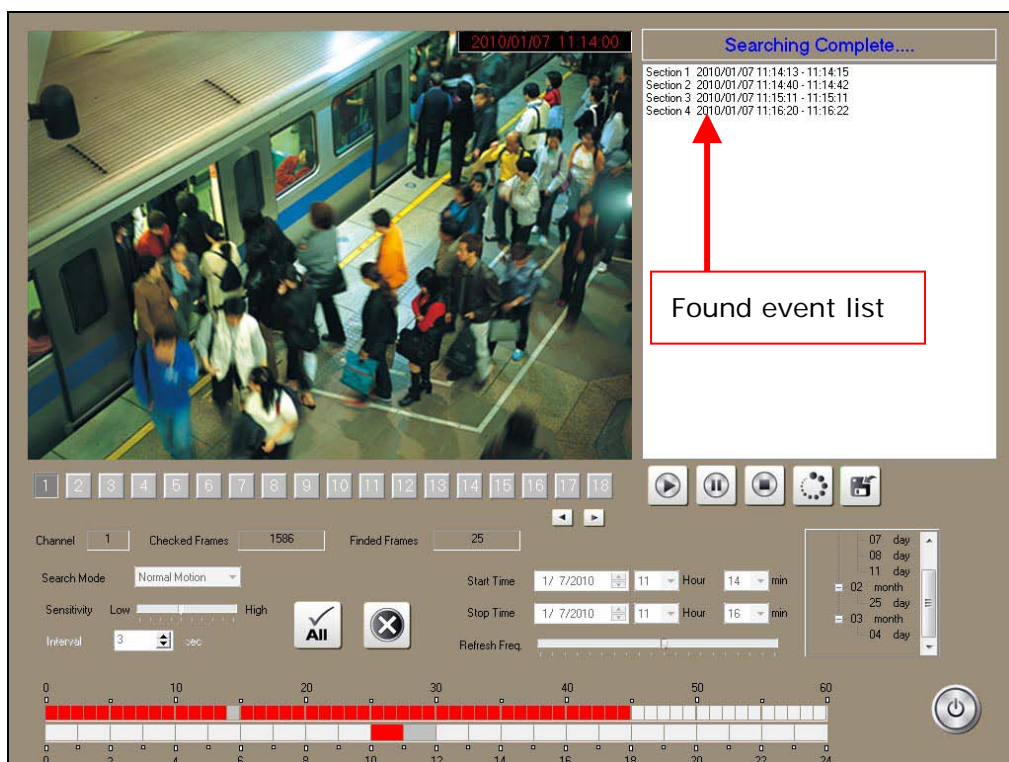 2010/01/07 11:14:00
Searching Complete....
Section 1 2010/01/07 11:14:13 - 11:14:15
Section 2 2010/01/07 11:14:40 - 11:14:42
Section 3 2010/01/07 11:15:11 - 11:15:11
Section 4 2010/01/07 11:16:20 - 11:16:22
Found event list
1 2 3 4 5 6 7 8 9 10 11 12 13 14 15 16 17 18
Channel 1 Checked Frames 1586 Finded Frames 25
Search Mode Normal Motion
Sensitivity Low High
Interval 3 sec
All
Start Time 1/ 7/2010 11 Hour 14 min
Stop Time 1/ 7/2010 11 Hour 16 min
Refresh Freq.
07 day
08 day
11 day
02 month
25 day
03 month
04 day
0 10 20 30 40 50 60
0 2 4 6 8 10 12 14 16 18 20 22 24